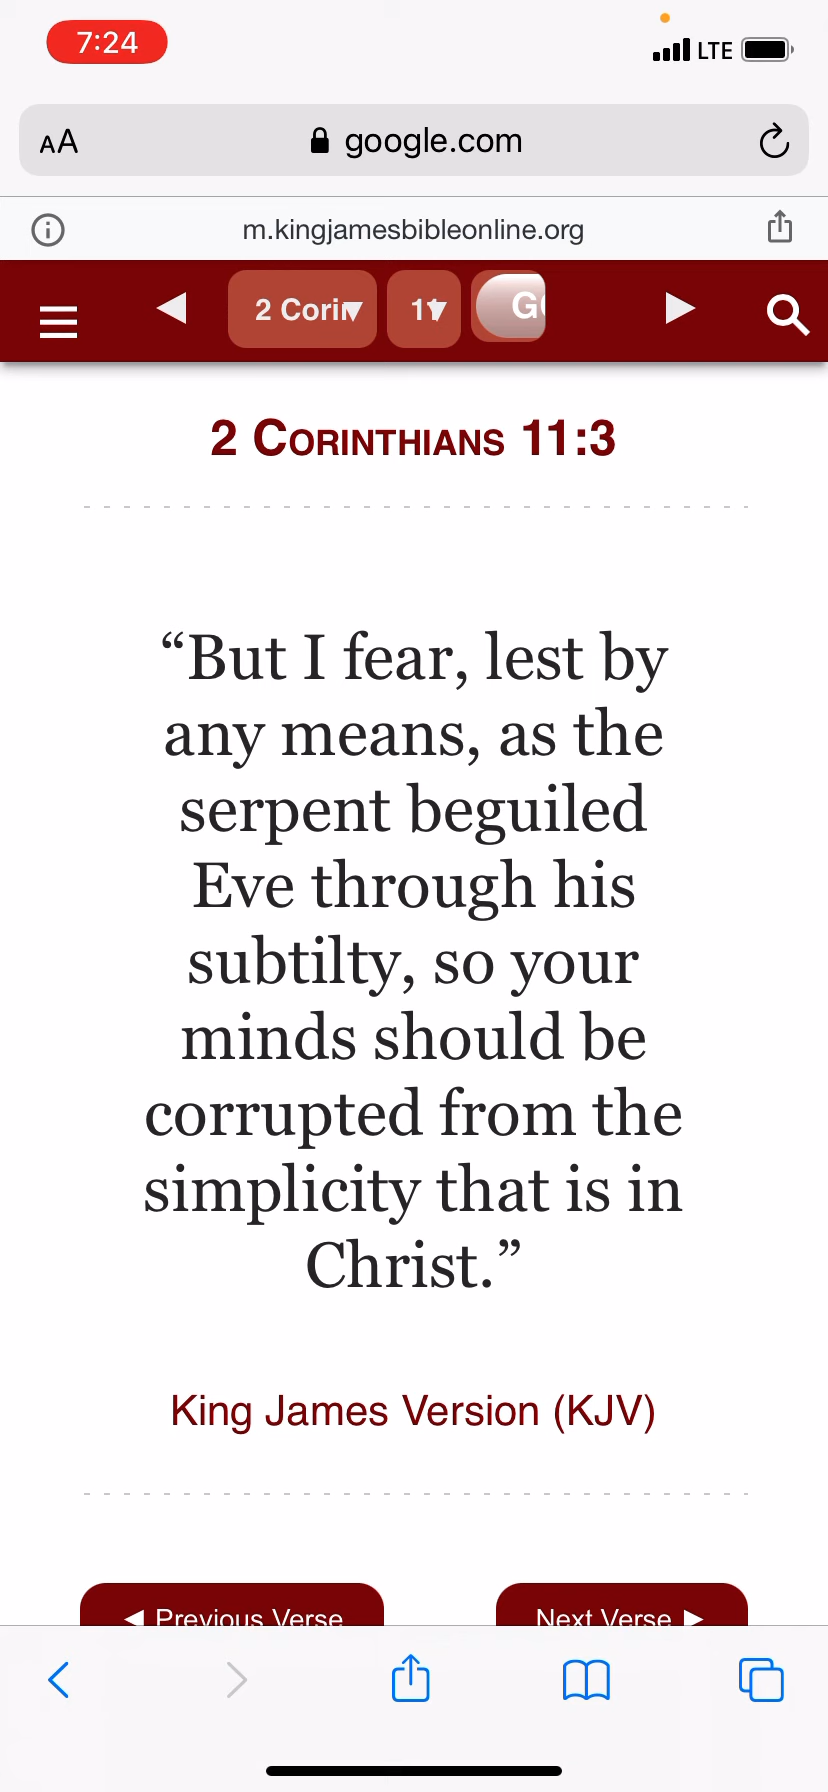 7:24
LTE
AA google.com
m.kingjamesbibleonline.org
2 Corin 11 G
2 Corinthians 11:3
“But I fear, lest by
any means, as the
serpent beguiled
Eve through his
subtilty, so your
minds should be
corrupted from the
simplicity that is in
Christ.”
King James Version (KJV)
◄ Previous Verse
Next Verse ►